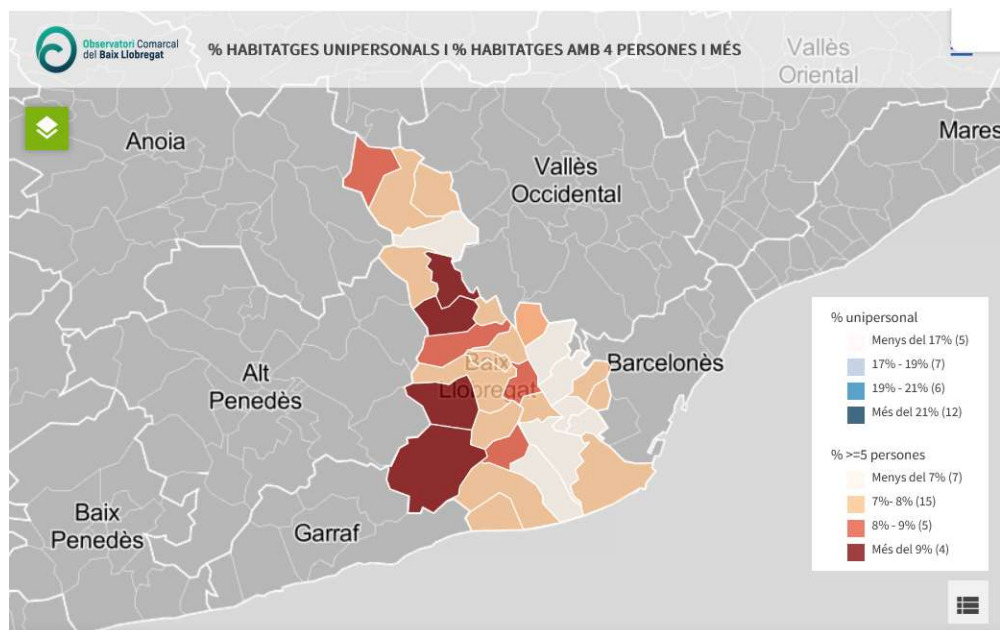 Observatori Comarcal
del Baix Llobregat
% HABITATGES UNIPERSONALS I % HABITATGES AMB 4 PERSONES I MÉS
Vallès
Oriental
Anoia
Mares
Vallès
Occidental
% unipersonal
Menys del 17% (5)
17% - 19% (7)
19% - 21% (6)
Més del 21% (12)
Baix
Llobregat
Barcelonès
Alt
Penedès
% >=5 persones
Menys del 7% (7)
7%- 8% (15)
8% - 9% (5)
Més del 9% (4)
Baix
Penedès
Garraf